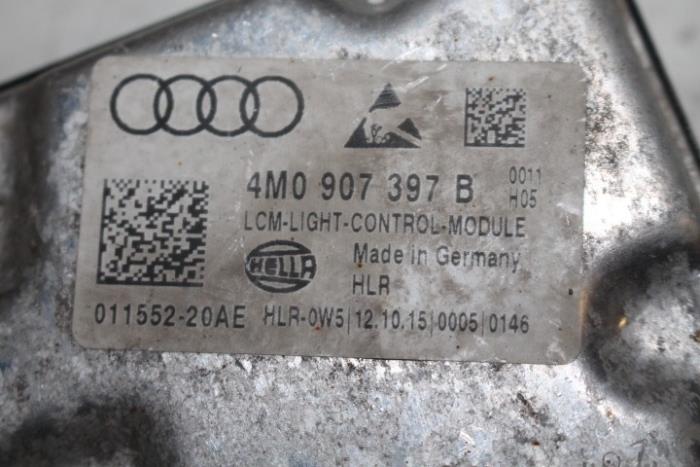 4M0 907 397 B 0011
H05
LCM-LIGHT-CONTROL-MODULE
HELLA Made in Germany
HLR
011552-20AE HLR-0W5|12.10.15|0005|0146